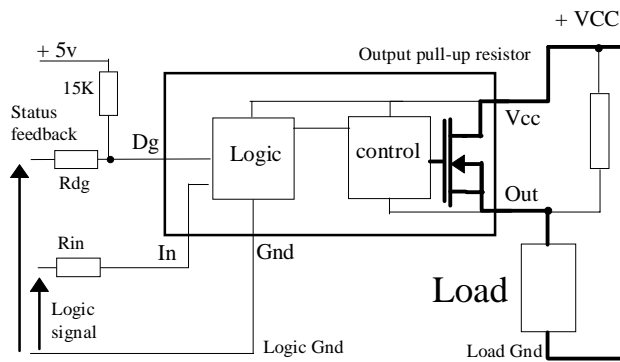 + VCC
+ 5v
Output pull-up resistor
15K
Status
feedback
Dg
Vcc
Logic
control
Rdg
Out
Rin
In
Gnd
Load
Logic
signal
Logic Gnd
Load Gnd